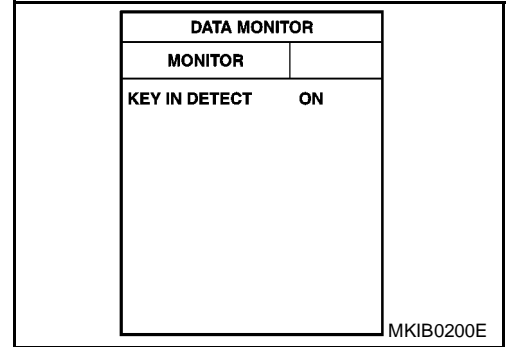 DATA MONITOR
MONITOR
KEY IN DETECT ON
MKIB0200E